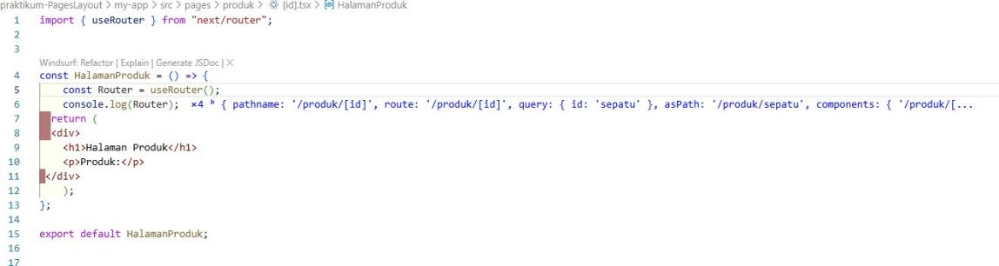 praktikum-PagesLayout > my-app > src > pages > produk > [id].tsx > HalamanProduk
1 import { useRouter } from "next/router";
2
3
Windsurf: Refactor | Explain | Generate JSDoc | X
4 const HalamanProduk = () => {
5 const Router = useRouter();
6 console.log(Router); ×4 ᵇ { pathname: '/produk/[id]', route: '/produk/[id]', query: { id: 'sepatu' }, asPath: '/produk/sepatu', components: { '/produk/[...
7 return (
8 <div>
9 <h1>Halaman Produk</h1>
10 <p>Produk:</p>
11 </div>
12 );
13 };
14
15 export default HalamanProduk;
16
17